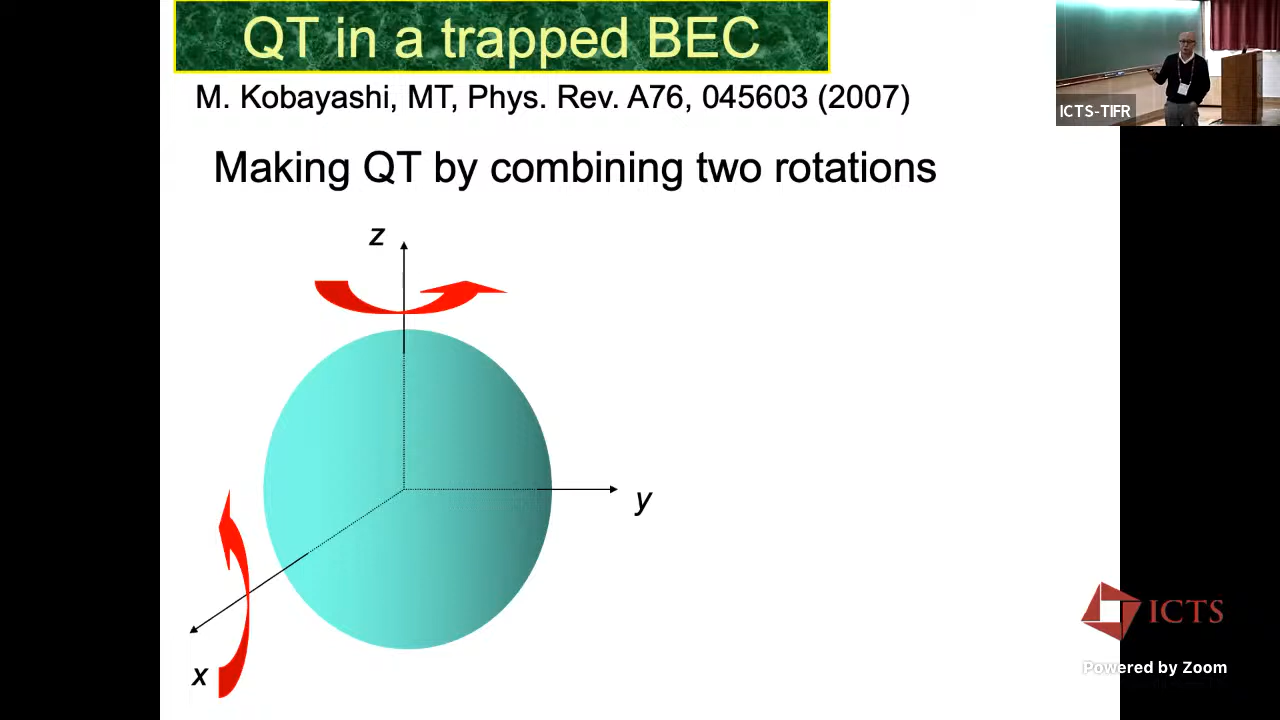 QT in a trapped BEC
M. Kobayashi, MT, Phys. Rev. A76, 045603 (2007)
Making QT by combining two rotations
z
y
x
ICTS-TIFR
ICTS
Powered by Zoom